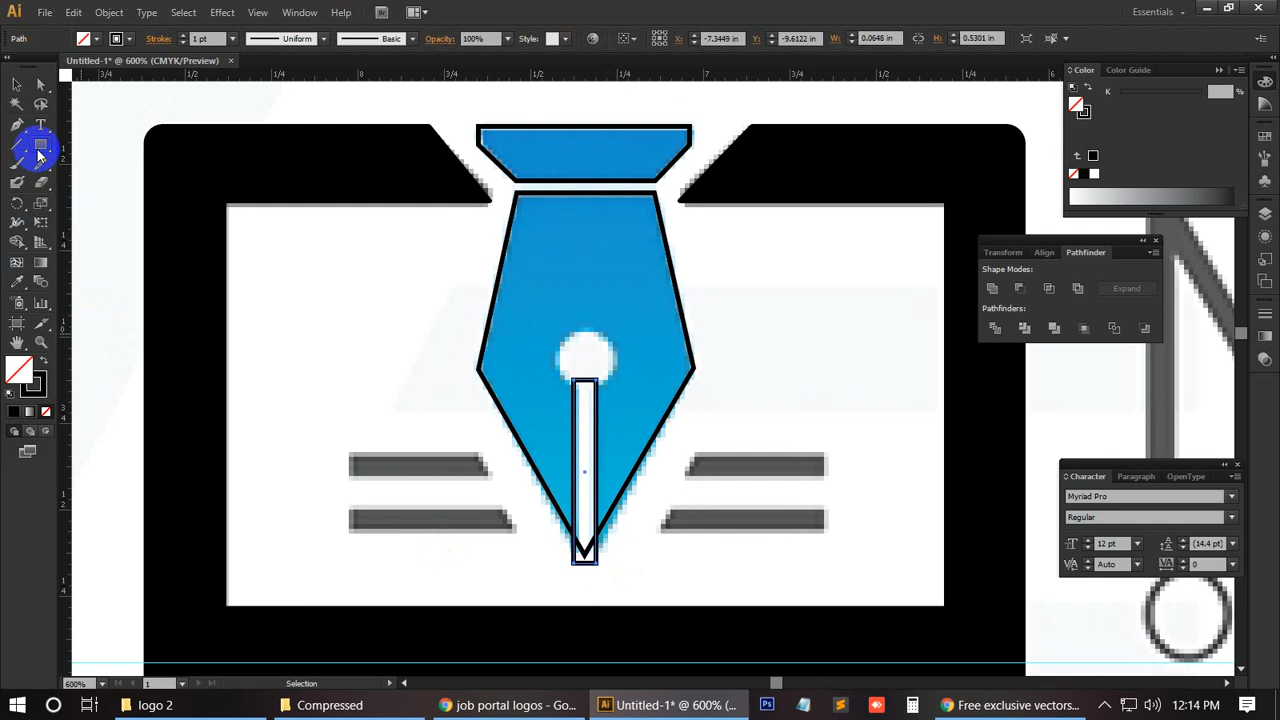 Ai File Edit Object Type Select Effect View Window Help Br Essentials
Path Stroke: 1 pt Uniform Basic Opacity: 100% Style: X: -7.3449 in Y: -9.6122 in W: 0.0648 in H: 0.5301 in
Untitled-1* @ 600% (CMYK/Preview)
Color Color Guide
K %
Transform Align Pathfinder
Shape Modes:
Expand
Pathfinders:
Character Paragraph OpenType
Myriad Pro
Regular
12 pt (14.4 pt)
Auto 0
600% 1 Selection
logo 2 Compressed job portal logos - Go... Untitled-1* @ 600% (... Free exclusive vectors... 12:14 PM